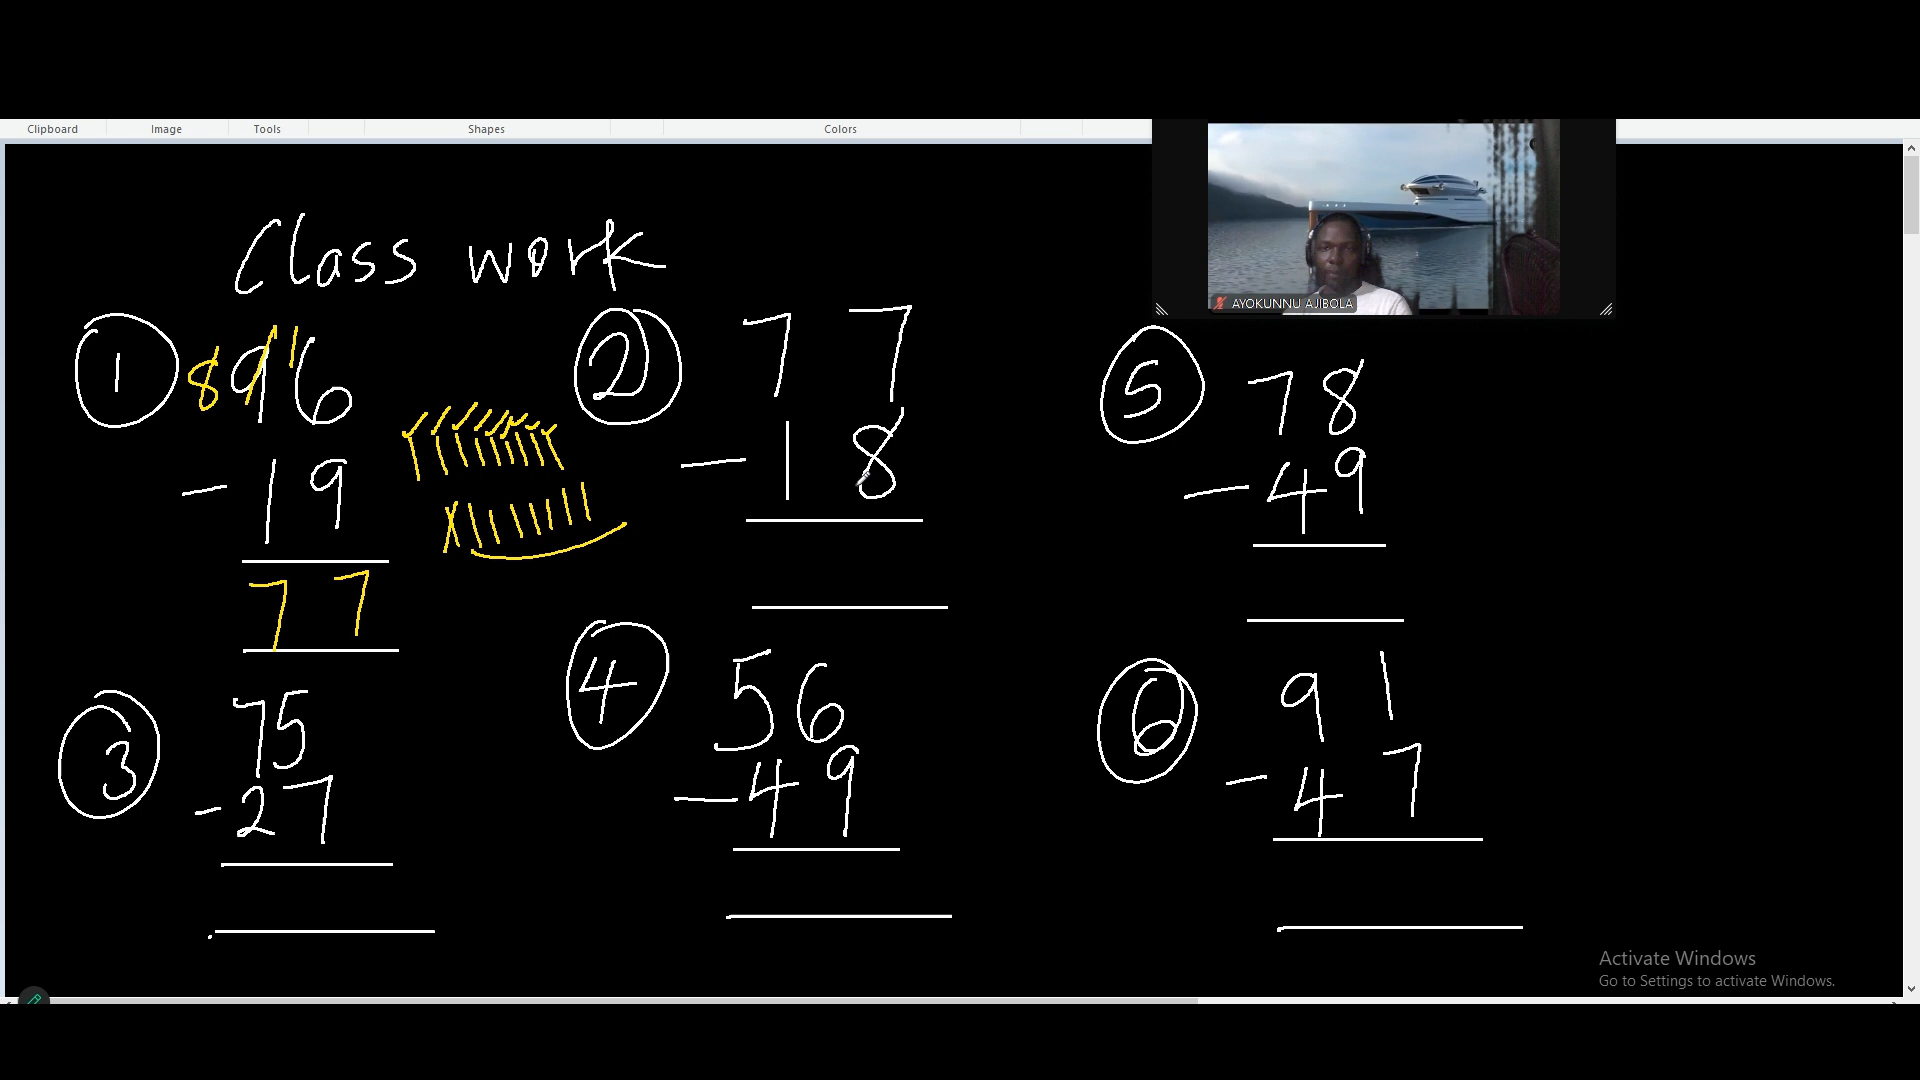 Clipboard Image Tools Shapes Colors
AYOKUNNU AJIBOLA
Class work
1 8 9 1 6
- 1 9
7 7
2 7 7
- 1 8
5 7 8
- 4 9
3 7 5
- 2 7
4 5 6
- 4 9
6 9 1
- 4 7
Activate Windows
Go to Settings to activate Windows.